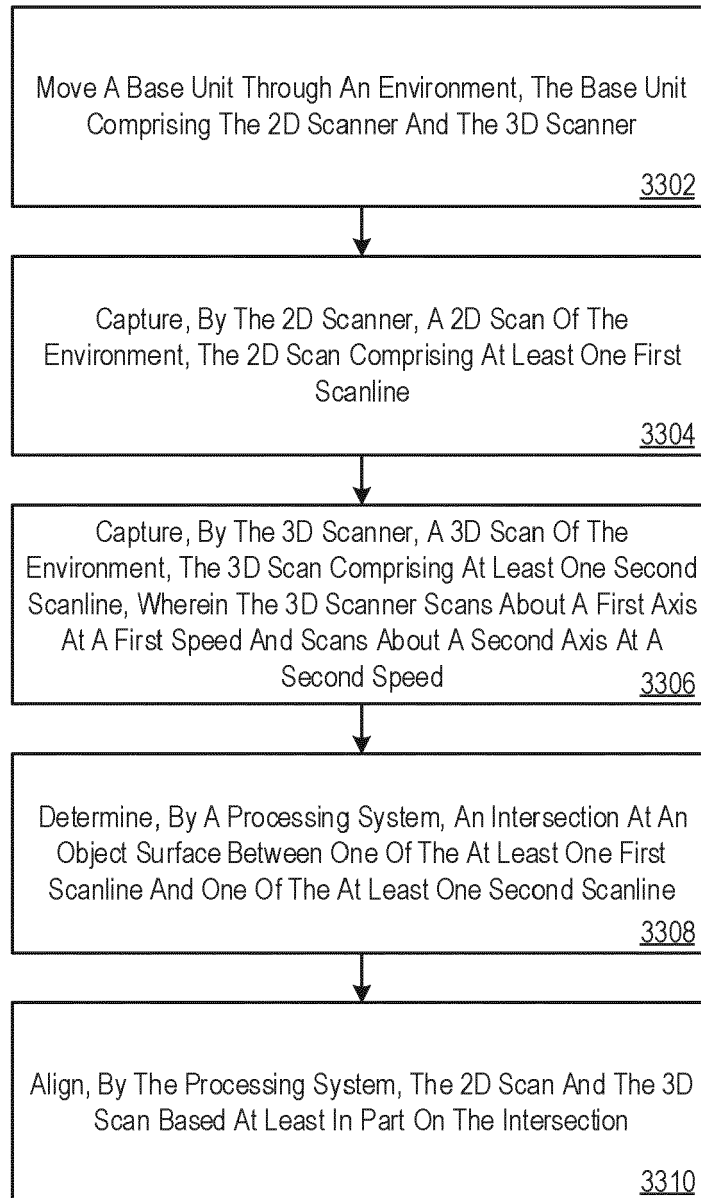 Move A Base Unit Through An Environment, The Base Unit
Comprising The 2D Scanner And The 3D Scanner
3302
Capture, By The 2D Scanner, A 2D Scan Of The
Environment, The 2D Scan Comprising At Least One First
Scanline
3304
Capture, By The 3D Scanner, A 3D Scan Of The
Environment, The 3D Scan Comprising At Least One Second
Scanline, Wherein The 3D Scanner Scans About A First Axis
At A First Speed And Scans About A Second Axis At A
Second Speed
3306
Determine, By A Processing System, An Intersection At An
Object Surface Between One Of The At Least One First
Scanline And One Of The At Least One Second Scanline
3308
Align, By The Processing System, The 2D Scan And The 3D
Scan Based At Least In Part On The Intersection
3310